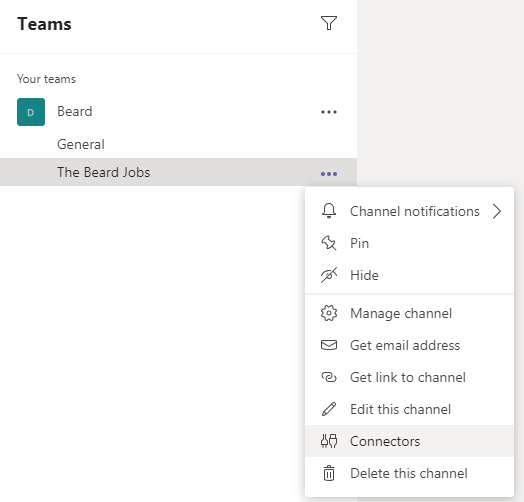 Teams
Your teams
D
Beard
General
The Beard Jobs
Channel notifications
Pin
Hide
Manage channel
Get email address
Get link to channel
Edit this channel
Connectors
Delete this channel